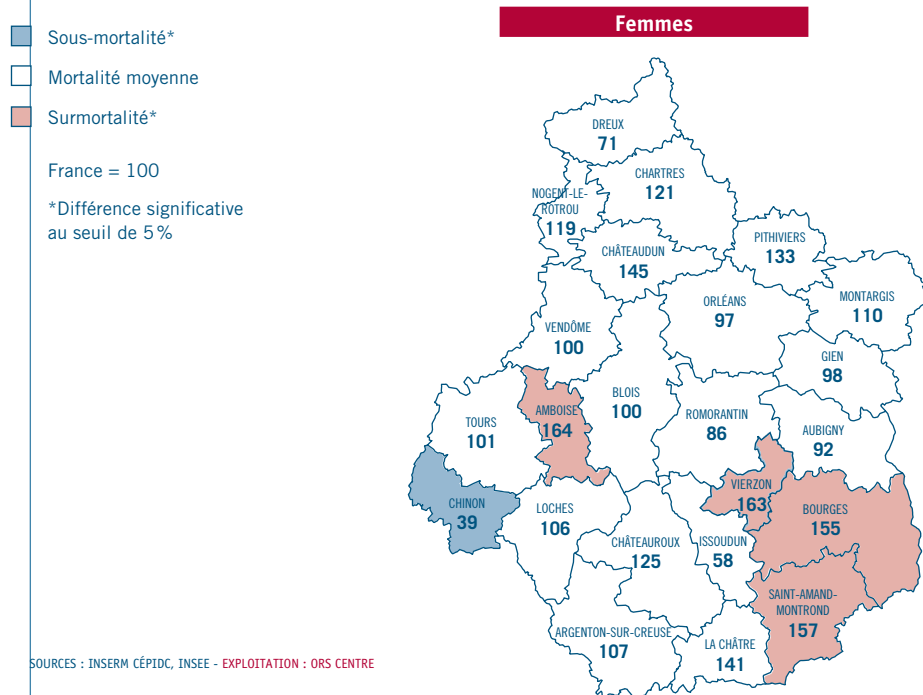 Femmes
Sous-mortalité*
Mortalité moyenne
Surmortalité*
France = 100
*Différence significative
au seuil de 5 %
DREUX
71
CHARTRES
121
NOGENT-LE-
ROTROU
119
CHÂTEAUDUN
145
PITHIVIERS
133
ORLÉANS
97
MONTARGIS
110
VENDÔME
100
GIEN
98
BLOIS
100
AMBOISE
164
TOURS
101
ROMORANTIN
86
AUBIGNY
92
CHINON
39
LOCHES
106
VIERZON
163
BOURGES
155
CHÂTEAUROUX
125
ISSOUDUN
58
SAINT-AMAND-
MONTROND
157
ARGENTON-SUR-CREUSE
107
LA CHÂTRE
141
SOURCES : INSERM CÉPIDC, INSEE - EXPLOITATION : ORS CENTRE